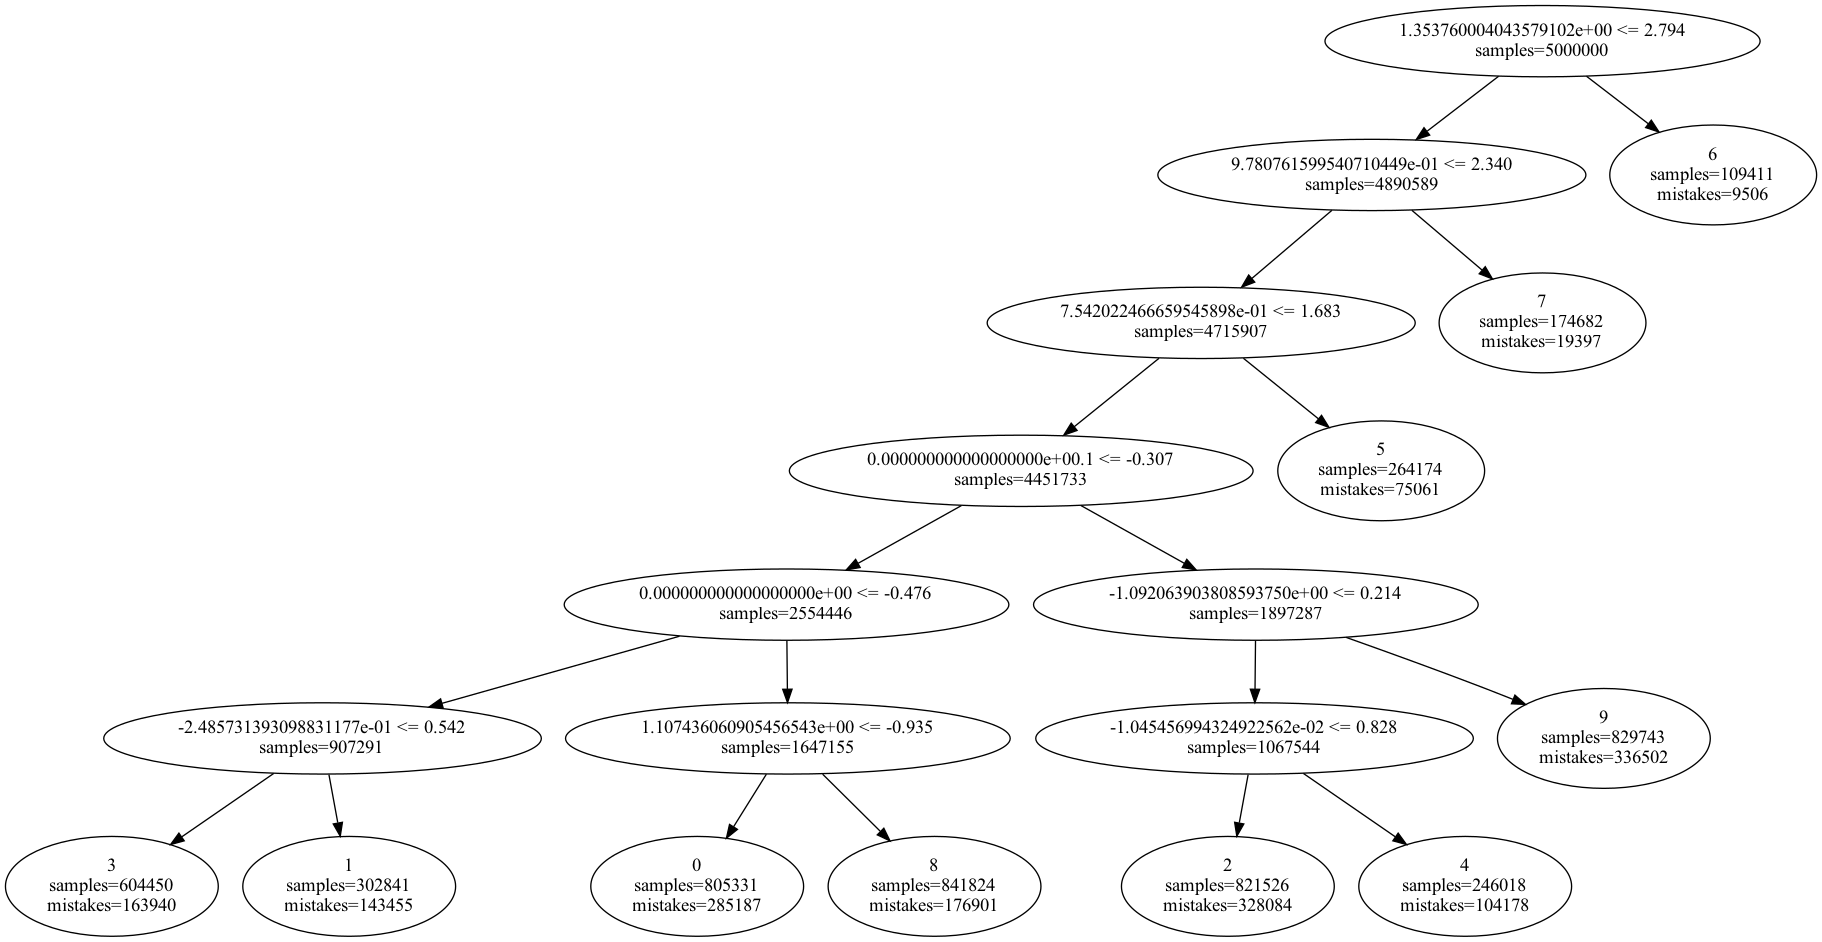 1.353760004043579102e+00 <= 2.794
samples=5000000
9.780761599540710449e-01 <= 2.340
samples=4890589
6
samples=109411
mistakes=9506
7.542022466659545898e-01 <= 1.683
samples=4715907
7
samples=174682
mistakes=19397
0.000000000000000000e+00.1 <= -0.307
samples=4451733
5
samples=264174
mistakes=75061
0.000000000000000000e+00 <= -0.476
samples=2554446
-1.092063903808593750e+00 <= 0.214
samples=1897287
-2.485731393098831177e-01 <= 0.542
samples=907291
1.107436060905456543e+00 <= -0.935
samples=1647155
-1.045456994324922562e-02 <= 0.828
samples=1067544
9
samples=829743
mistakes=336502
3
samples=604450
mistakes=163940
1
samples=302841
mistakes=143455
0
samples=805331
mistakes=285187
8
samples=841824
mistakes=176901
2
samples=821526
mistakes=328084
4
samples=246018
mistakes=104178